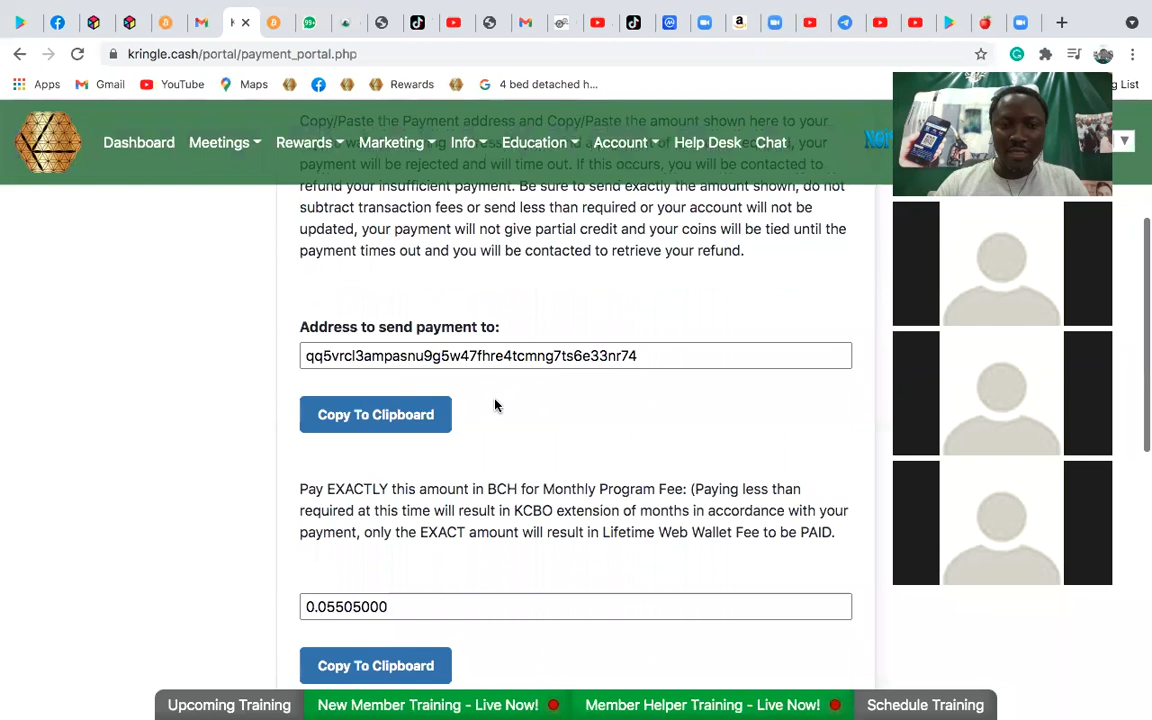 kringle.cash/portal/payment_portal.php
Apps Gmail YouTube Maps Rewards 4 bed detached h...
Copy/Paste the Payment address and Copy/Paste the amount shown here to your
Dashboard Meetings Rewards Marketing Info Education Account Help Desk Chat
payment will be rejected and will time out. If this occurs, you will be contacted to
refund your insufficient payment. Be sure to send exactly the amount shown, do not
subtract transaction fees or send less than required or your account will not be
updated, your payment will not give partial credit and your coins will be tied until the
payment times out and you will be contacted to retrieve your refund.
Address to send payment to:
qq5vrcl3ampasnu9g5w47fhre4tcmng7ts6e33nr74
Copy To Clipboard
Pay EXACTLY this amount in BCH for Monthly Program Fee: (Paying less than
required at this time will result in KCBO extension of months in accordance with your
payment, only the EXACT amount will result in Lifetime Web Wallet Fee to be PAID.
0.05505000
Copy To Clipboard
Upcoming Training New Member Training - Live Now! Member Helper Training - Live Now! Schedule Training